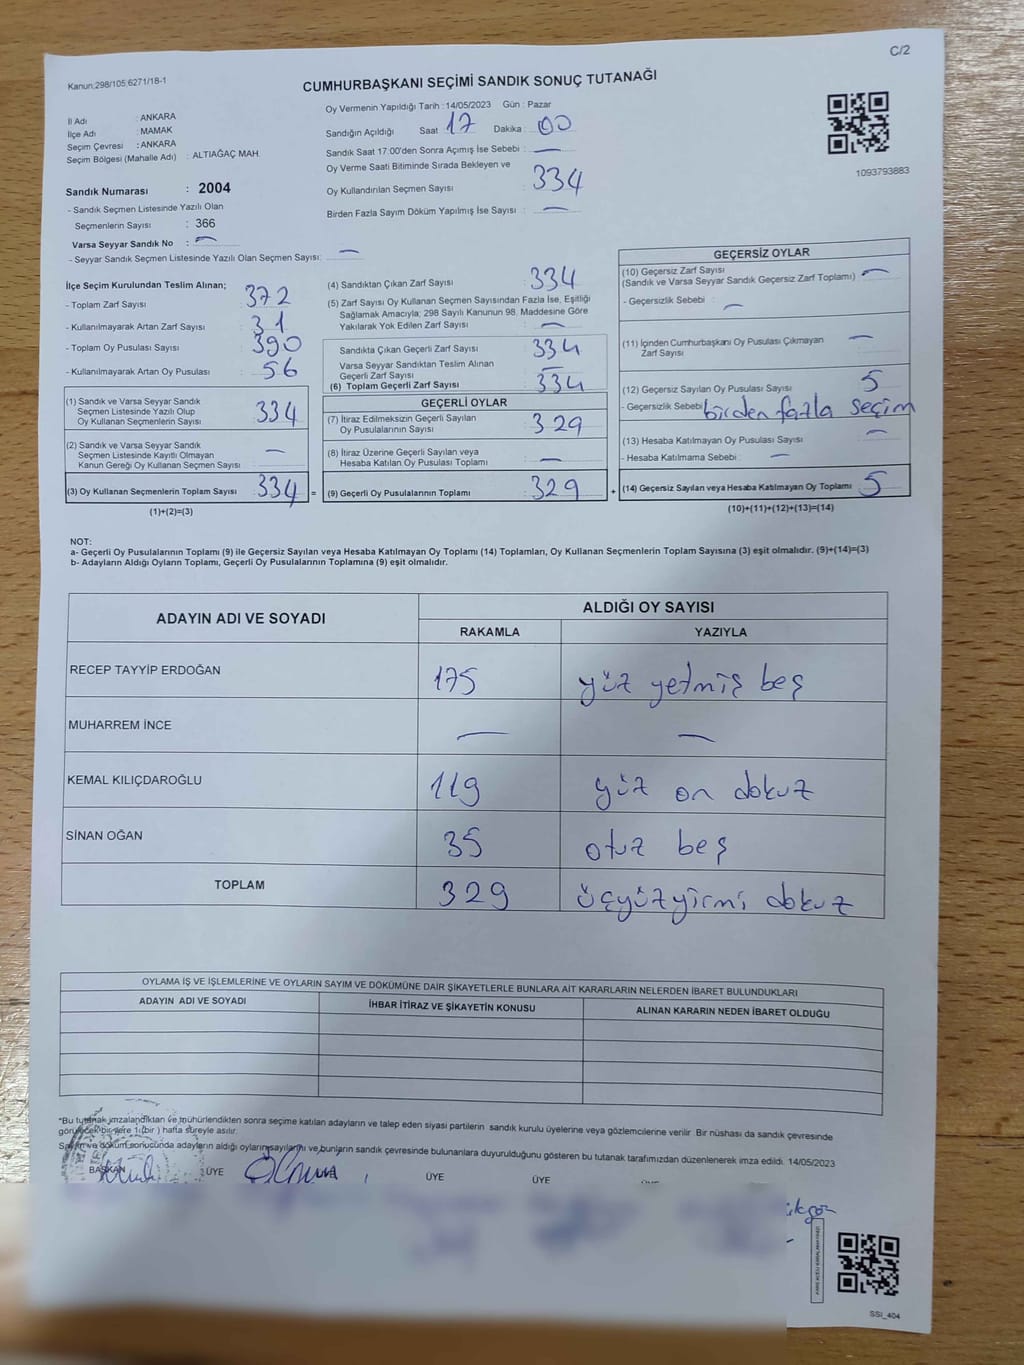 C/2
Kanun:298/105;6271/18-1
CUMHURBAŞKANI SEÇİMİ SANDIK SONUÇ TUTANAĞI
İl Adı : ANKARA
İlçe Adı : MAMAK
Seçim Çevresi : ANKARA
Seçim Bölgesi (Mahalle Adı) : ALTIAĞAÇ MAH.
Sandık Numarası : 2004
- Sandık Seçmen Listesinde Yazılı Olan
Seçmenlerin Sayısı : 366
Varsa Seyyar Sandık No : —
- Seyyar Sandık Seçmen Listesinde Yazılı Olan Seçmen Sayısı: —
Oy Vermenin Yapıldığı Tarih : 14/05/2023 Gün : Pazar
Sandığın Açıldığı Saat 17 Dakika : 00
Sandık Saat 17:00'den Sonra Açımış İse Sebebi : —
Oy Verme Saati Bitiminde Sırada Bekleyen ve
Oy Kullandırılan Seçmen Sayısı 334
Birden Fazla Sayım Döküm Yapılmış İse Sayısı : —
1093793883
İlçe Seçim Kurulundan Teslim Alınan;
- Toplam Zarf Sayısı : 372
- Kullanılmayarak Artan Zarf Sayısı : 31
- Toplam Oy Pusulası Sayısı : 390
- Kullanılmayarak Artan Oy Pusulası : 56
(1) Sandık ve Varsa Seyyar Sandık
Seçmen Listesinde Yazılı Olup
Oy Kullanan Seçmenlerin Sayısı : 334
(2) Sandık ve Varsa Seyyar Sandık
Seçmen Listesinde Kayıtlı Olmayan
Kanun Gereği Oy Kullanan Seçmen Sayısı : —
(3) Oy Kullanan Seçmenlerin Toplam Sayısı : 334 =
(1)+(2)=(3)
(4) Sandıktan Çıkan Zarf Sayısı : 334
(5) Zarf Sayısı Oy Kullanan Seçmen Sayısından Fazla İse, Eşitliği
Sağlamak Amacıyla; 298 Sayılı Kanunun 98. Maddesine Göre
Yakılarak Yok Edilen Zarf Sayısı : —
Sandıkta Çıkan Geçerli Zarf Sayısı : 334
Varsa Seyyar Sandıktan Teslim Alınan
Geçerli Zarf Sayısı : —
(6) Toplam Geçerli Zarf Sayısı : 334
GEÇERLİ OYLAR
(7) İtiraz Edilmeksizin Geçerli Sayılan
Oy Pusulalarının Sayısı : 329
(8) İtiraz Üzerine Geçerli Sayılan veya
Hesaba Katılan Oy Pusulası Toplamı : —
(9) Geçerli Oy Pusulalarının Toplamı : 329 +
GEÇERSİZ OYLAR
(10) Geçersiz Zarf Sayısı
(Sandık ve Varsa Seyyar Sandık Geçersiz Zarf Toplamı) : —
- Geçersizlik Sebebi : —
(11) İçinden Cumhurbaşkanı Oy Pusulası Çıkmayan
Zarf Sayısı : —
(12) Geçersiz Sayılan Oy Pusulası Sayısı : 5
- Geçersizlik Sebebi birden fazla seçim
(13) Hesaba Katılmayan Oy Pusulası Sayısı : —
- Hesaba Katılmama Sebebi : —
(14) Geçersiz Sayılan veya Hesaba Katılmayan Oy Toplamı : 5
(10)+(11)+(12)+(13)=(14)
NOT:
a- Geçerli Oy Pusulalarının Toplamı (9) ile Geçersiz Sayılan veya Hesaba Katılmayan Oy Toplamı (14) Toplamları, Oy Kullanan Seçmenlerin Toplam Sayısına (3) eşit olmalıdır. (9)+(14)=(3)
b- Adayların Aldığı Oyların Toplamı, Geçerli Oy Pusulalarının Toplamına (9) eşit olmalıdır.
ADAYIN ADI VE SOYADI ALDIĞI OY SAYISI
RAKAMLA YAZIYLA
RECEP TAYYİP ERDOĞAN 175 yüz yetmiş beş
MUHARREM İNCE — —
KEMAL KILIÇDAROĞLU 119 yüz on dokuz
SİNAN OĞAN 35 otuz beş
TOPLAM 329 üçyüzyirmi dokuz
OYLAMA İŞ VE İŞLEMLERİNE VE OYLARIN SAYIM VE DÖKÜMÜNE DAİR ŞİKAYETLERLE BUNLARA AİT KARARLARIN NELERDEN İBARET BULUNDUKLARI
ADAYIN ADI VE SOYADI İHBAR İTİRAZ VE ŞİKAYETİN KONUSU ALINAN KARARIN NEDEN İBARET OLDUĞU
*Bu tutanak imzalandıktan ve mühürlendikten sonra seçime katılan adayların ve talep eden siyasi partilerin sandık kurulu üyelerine veya gözlemcilerine verilir .Bir nüshası da sandık çevresinde
görülecek bir yere 1 (bir ) hafta süreyle asılır.
Sayım ve döküm sonucunda adayların aldığı oyların sayılarını ve bunların sandık çevresinde bulunanlara duyurulduğunu gösteren bu tutanak tarafımızdan düzenlenerek imza edildi. 14/05/2023
BAŞKAN ÜYE ÜYE ÜYE
SSI_404